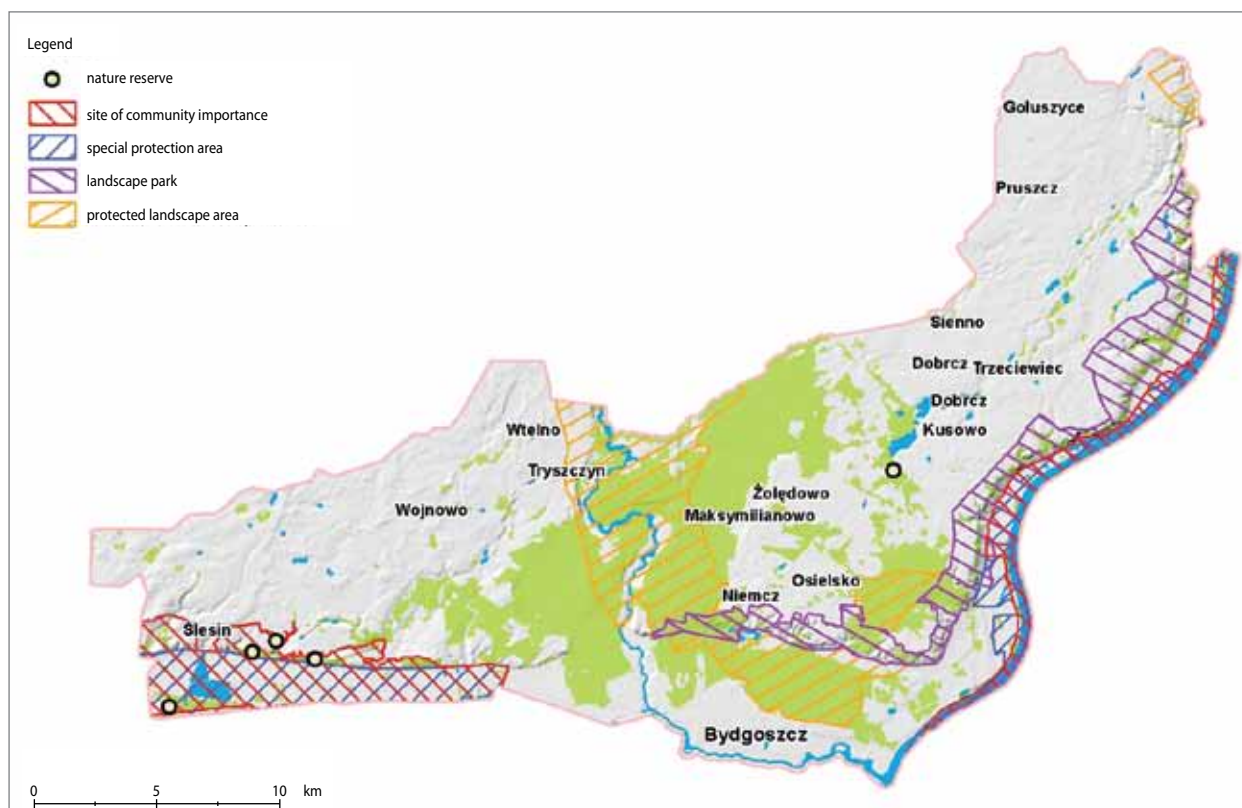 Legend
nature reserve
site of community importance
special protection area
landscape park
protected landscape area
Gołuszyce
Pruszcz
Sienno
Dobrcz Trzeciewiec
Dobrcz
Wtelno
Kusowo
Tryszczyn
Żołędowo
Wojnowo
Maksymilianowo
Osielsko
Niemcz
Ślesin
Bydgoszcz
0 5 10 km